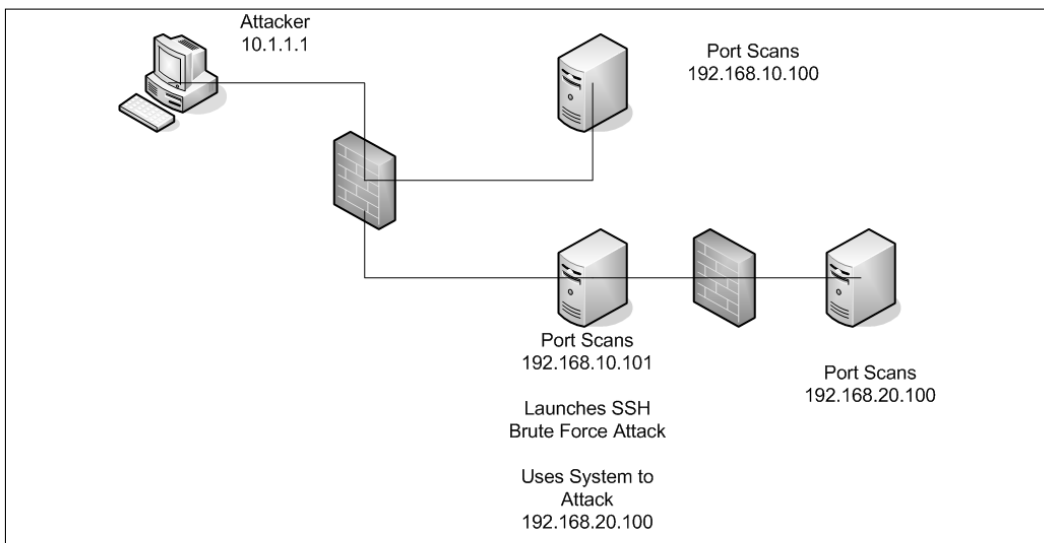 Attacker
10.1.1.1
Port Scans
192.168.10.100
Port Scans
192.168.10.101
Launches SSH
Brute Force Attack
Uses System to
Attack
192.168.20.100
Port Scans
192.168.20.100